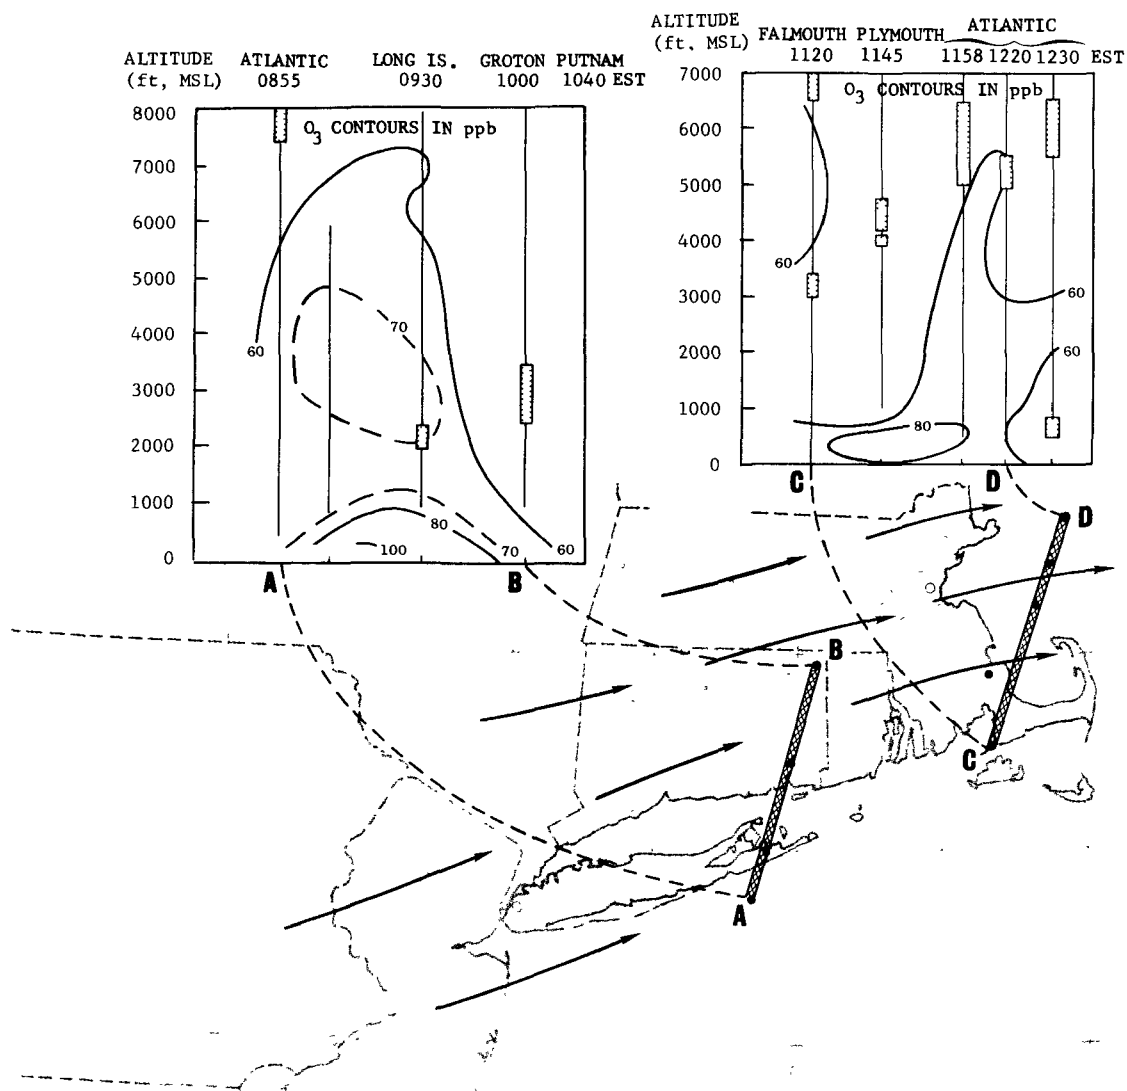 ALTITUDE ATLANTIC LONG IS. GROTON PUTNAM
(ft, MSL) 0855 0930 1000 1040 EST
O3 CONTOURS IN ppb
8000
7000
6000
5000
4000
3000
2000
1000
0
60
70
80
100
70
60
A
B
ALTITUDE ATLANTIC
(ft, MSL) FALMOUTH PLYMOUTH
1120 1145 1158 1220 1230 EST
O3 CONTOURS IN ppb
7000
6000
5000
4000
3000
2000
1000
0
60
60
60
80
C
D
D
B
C
A